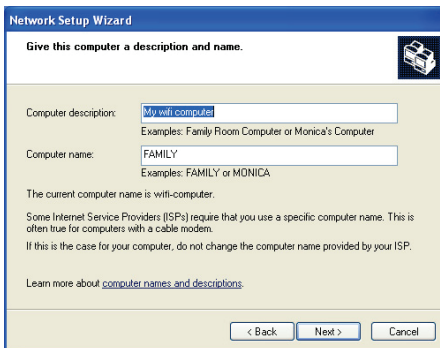 Network Setup Wizard
Give this computer a description and name.
Computer description: My wifi computer
Examples: Family Room Computer or Monica's Computer
Computer name: FAMILY
Examples: FAMILY or MONICA
The current computer name is wifi-computer.
Some Internet Service Providers (ISPs) require that you use a specific computer name. This is
often true for computers with a cable modem.
If this is the case for your computer, do not change the computer name provided by your ISP.
Learn more about computer names and descriptions.
< Back Next > Cancel